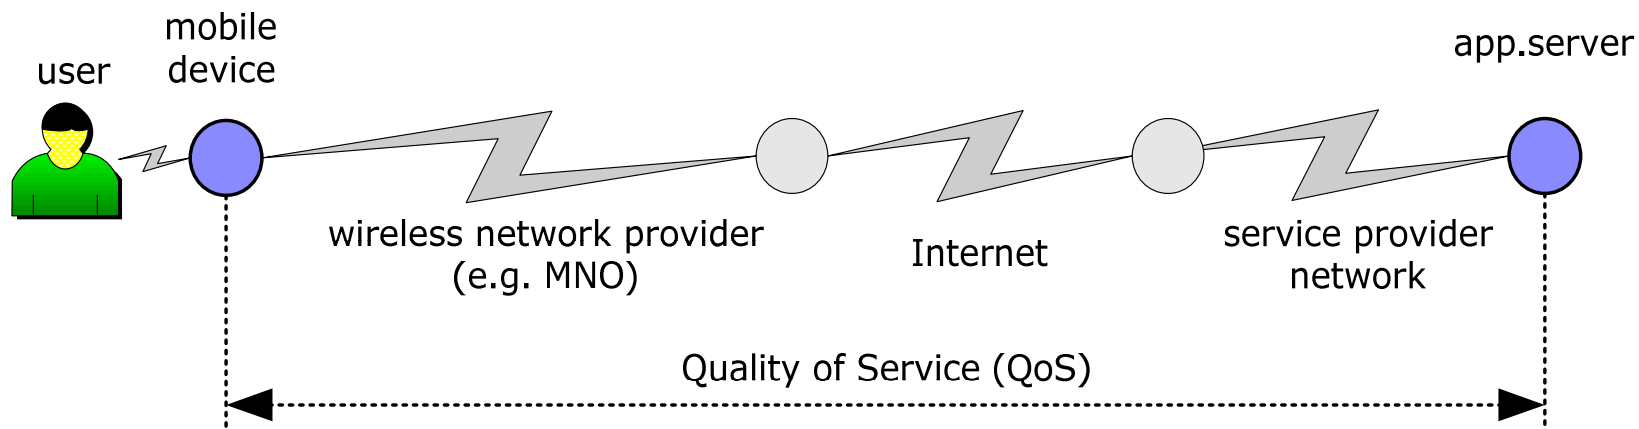 user
mobile
device
app.server
wireless network provider
(e.g. MNO)
Internet
service provider
network
Quality of Service (QoS)